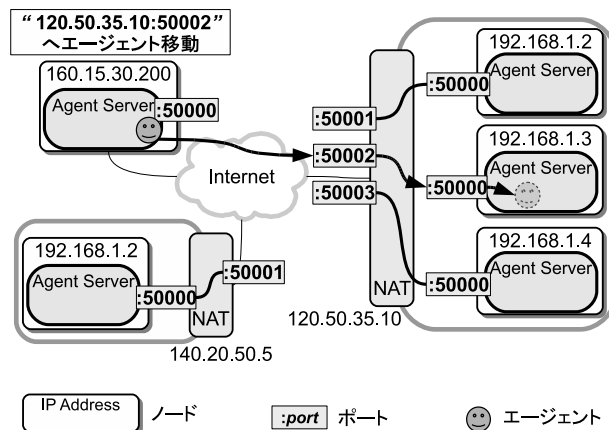 “120.50.35.10:50002”
へエージェント移動
160.15.30.200
Agent Server
:50000
Internet
192.168.1.2
Agent Server
:50000
:50001
NAT
140.20.50.5
:50001
:50002
:50003
NAT
120.50.35.10
192.168.1.2
Agent Server
:50000
192.168.1.3
Agent Server
:50000
192.168.1.4
Agent Server
:50000
IP Address
ノード
:port
ポート
エージェント